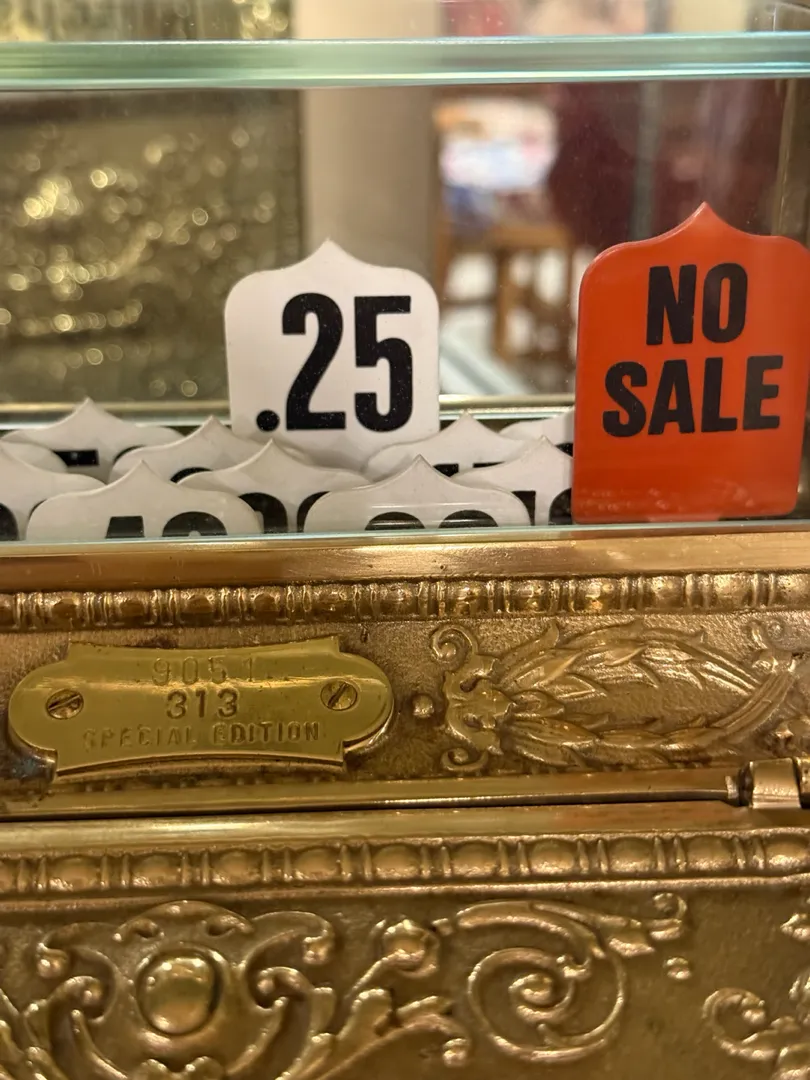 .25
NO
SALE
9051
313
SPECIAL EDITION